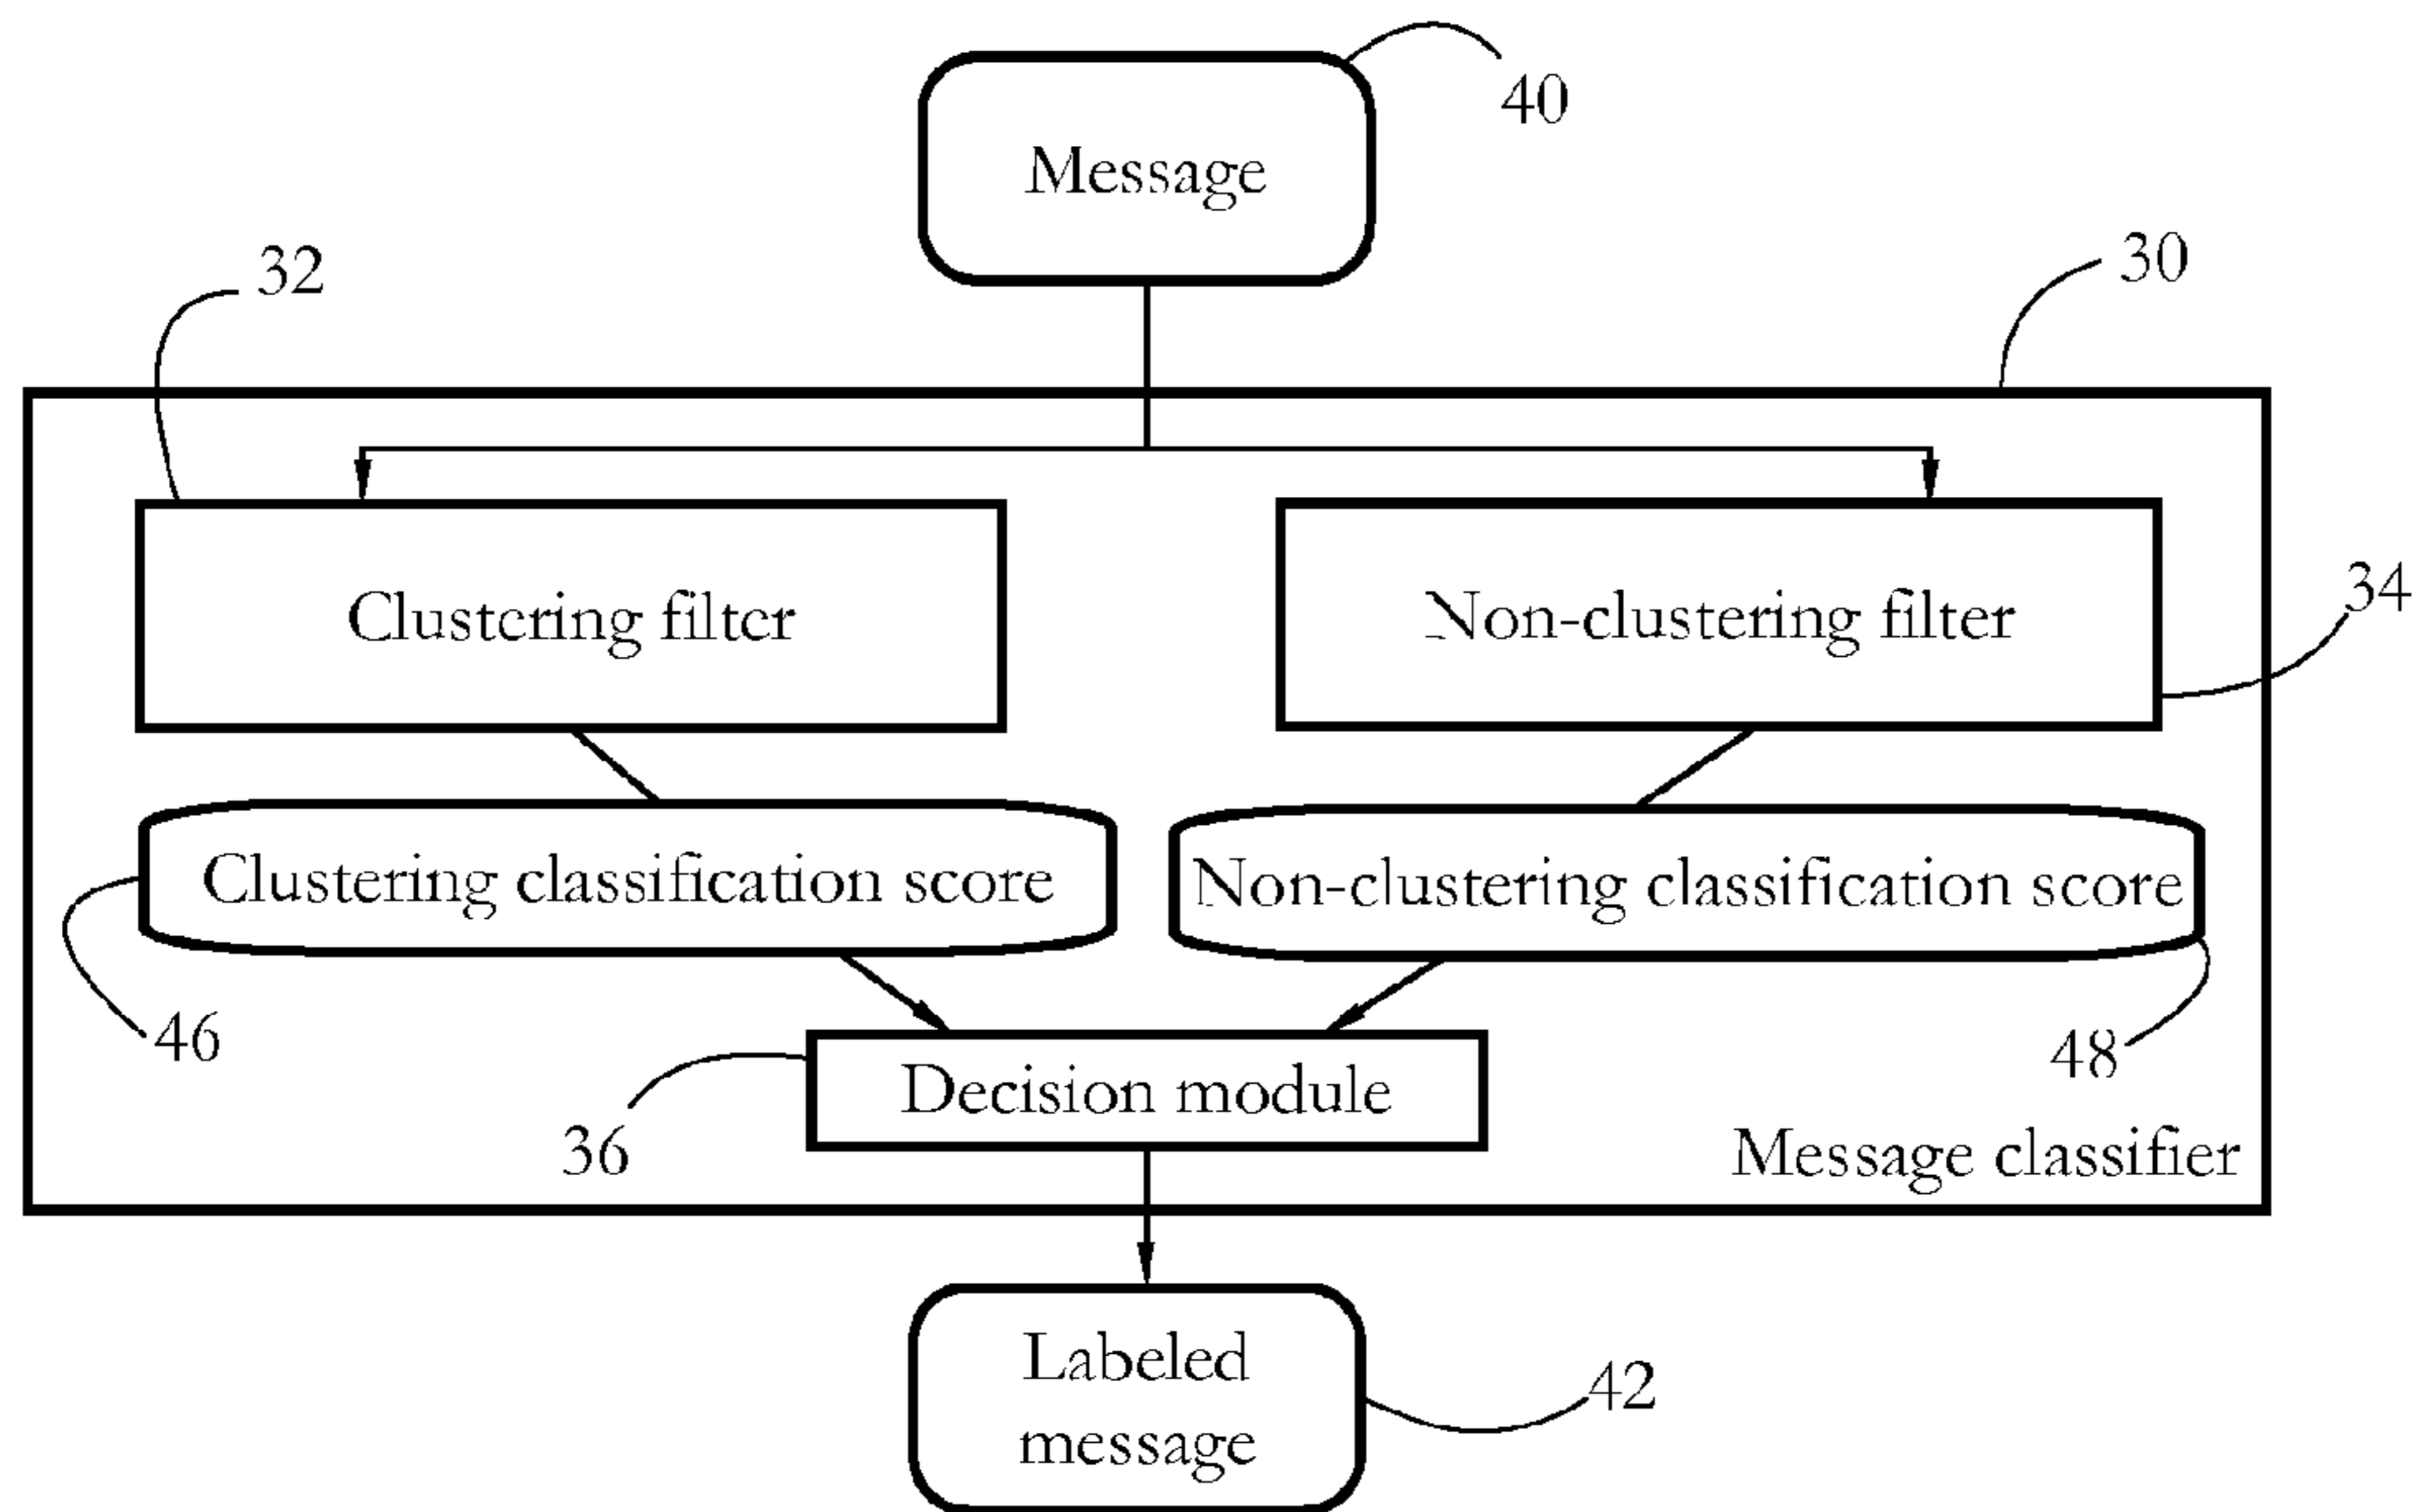 Message
40
32
30
Clustering filter
Non-clustering filter
34
Clustering classification score
Non-clustering classification score
46
48
Decision module
36
Message classifier
Labeled
message
42